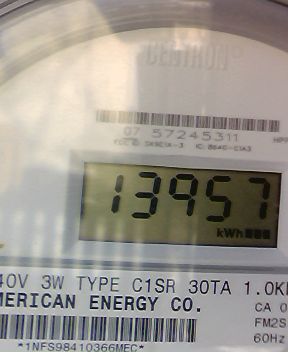 CENTRON®
07 57245311
13957
kWh
40V 3W TYPE C1SR 30TA 1.0K
MERICAN ENERGY CO.
CA 0
FM2S
60Hz
*1NFS98410366MEC*